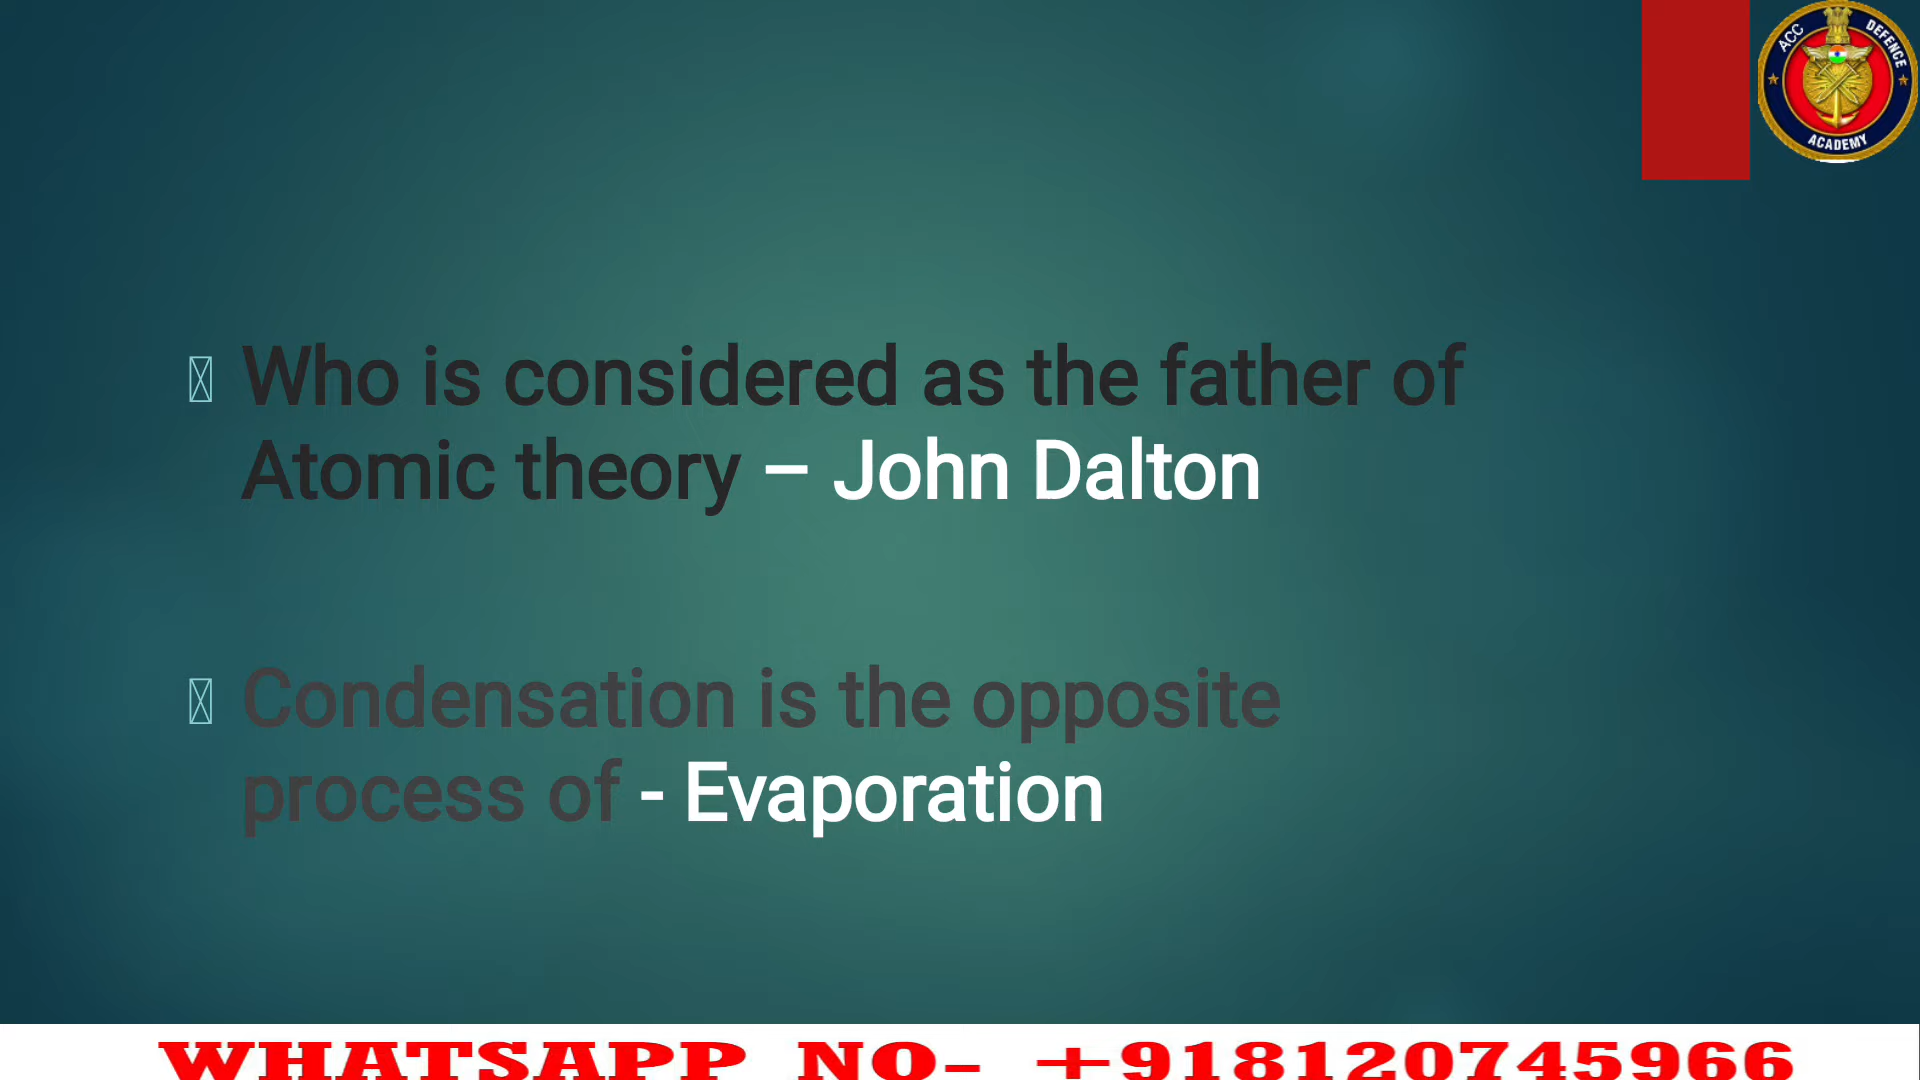 ACC DEFENCE
ACADEMY
Who is considered as the father of
Atomic theory – John Dalton
Condensation is the opposite
process of - Evaporation
WHATSAPP NO- +918120745966